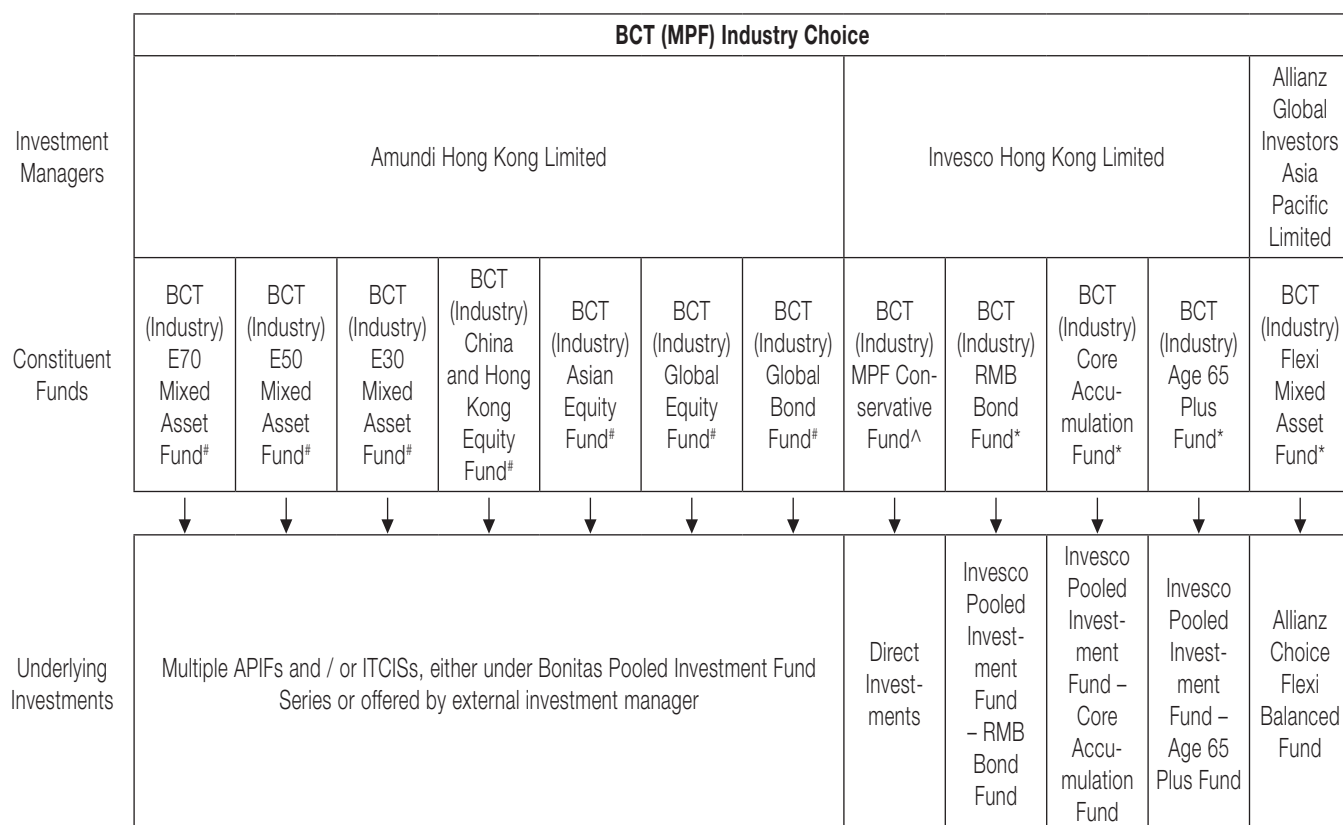 BCT (MPF) Industry Choice
Investment
Managers
Amundi Hong Kong Limited
Invesco Hong Kong Limited
Allianz
Global
Investors
Asia
Pacific
Limited
Constituent
Funds
BCT
(Industry)
E70
Mixed
Asset
Fund#
BCT
(Industry)
E50
Mixed
Asset
Fund#
BCT
(Industry)
E30
Mixed
Asset
Fund#
BCT
(Industry)
China
and Hong
Kong
Equity
Fund#
BCT
(Industry)
Asian
Equity
Fund#
BCT
(Industry)
Global
Equity
Fund#
BCT
(Industry)
Global
Bond
Fund#
BCT
(Industry)
MPF Con-
servative
Fund^
BCT
(Industry)
RMB
Bond
Fund*
BCT
(Industry)
Core
Accu-
mulation
Fund*
BCT
(Industry)
Age 65
Plus
Fund*
BCT
(Industry)
Flexi
Mixed
Asset
Fund*
Underlying
Investments
Multiple APIFs and / or ITCISs, either under Bonitas Pooled Investment Fund
Series or offered by external investment manager
Direct
Invest-
ments
Invesco
Pooled
Invest-
ment
Fund
– RMB
Bond
Fund
Invesco
Pooled
Invest-
ment
Fund –
Core
Accu-
mulation
Fund
Invesco
Pooled
Invest-
ment
Fund –
Age 65
Plus Fund
Allianz
Choice
Flexi
Balanced
Fund